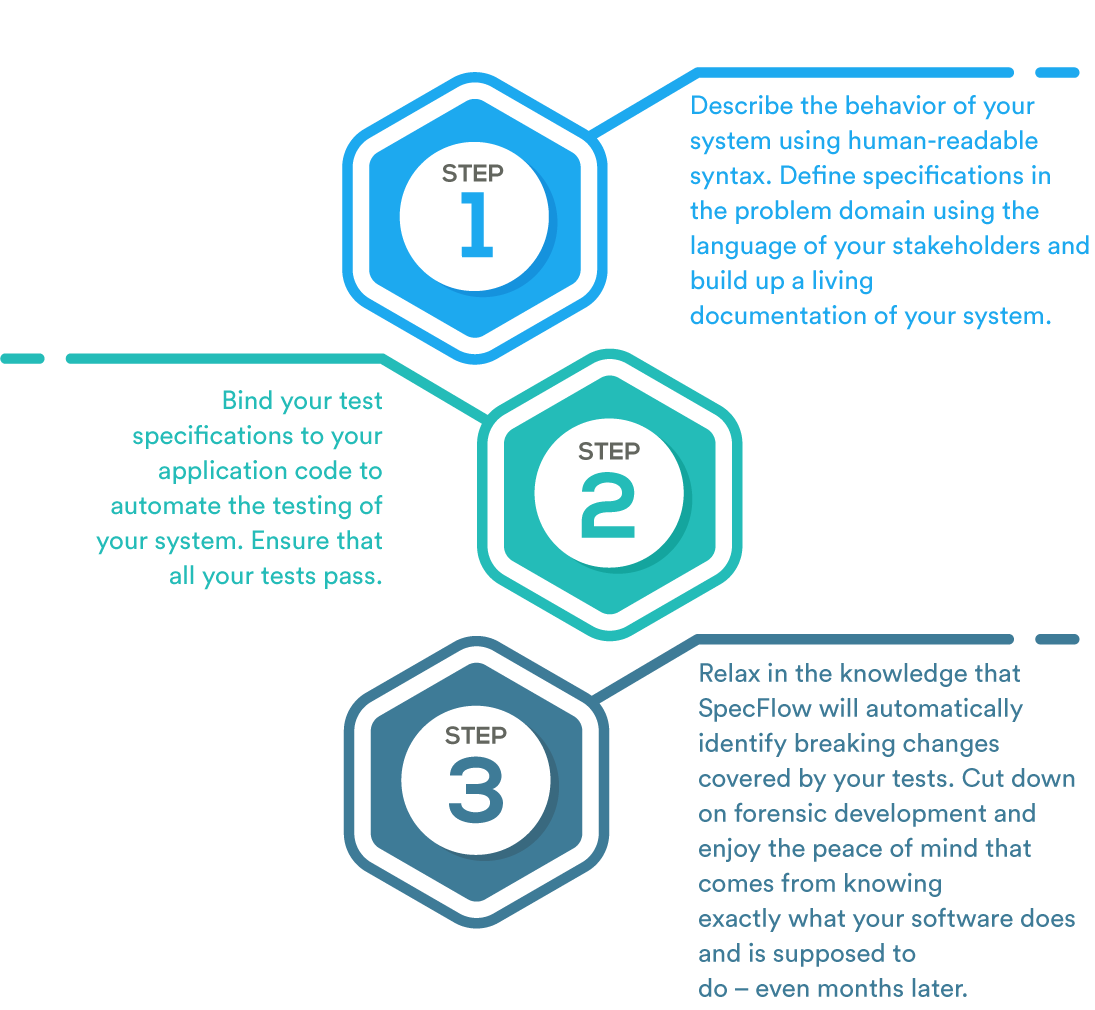 STEP
1
Describe the behavior of your
system using human-readable
syntax. Define specifications in
the problem domain using the
language of your stakeholders and
build up a living
documentation of your system.
STEP
2
Bind your test
specifications to your
application code to
automate the testing of
your system. Ensure that
all your tests pass.
STEP
3
Relax in the knowledge that
SpecFlow will automatically
identify breaking changes
covered by your tests. Cut down
on forensic development and
enjoy the peace of mind that
comes from knowing
exactly what your software does
and is supposed to
do – even months later.